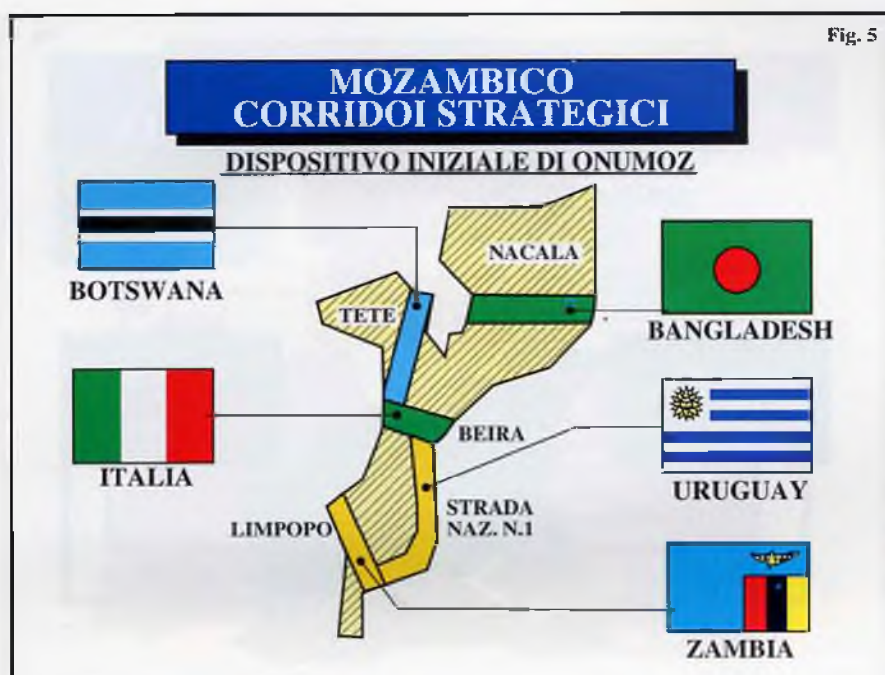 Fig. 5
MOZAMBICO
CORRIDOI STRATEGICI
DISPOSITIVO INIZIALE DI ONUMOZ
BOTSWANA
NACALA
TETE
BANGLADESH
ITALIA
BEIRA
URUGUAY
LIMPOPO
STRADA
NAZ. N.1
ZAMBIA